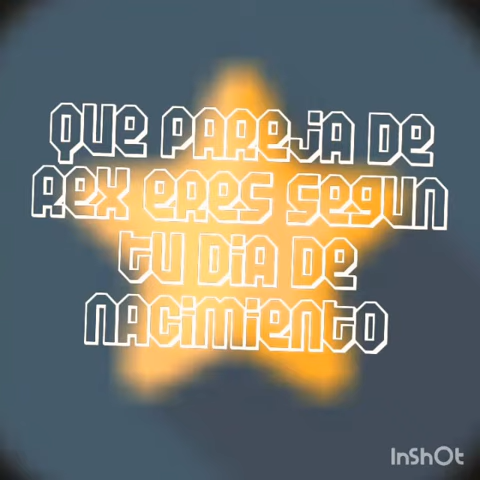 QUE PAREJA DE
REX ERES SEGUN
TU DIA DE
NACIMIENTO
InShOt